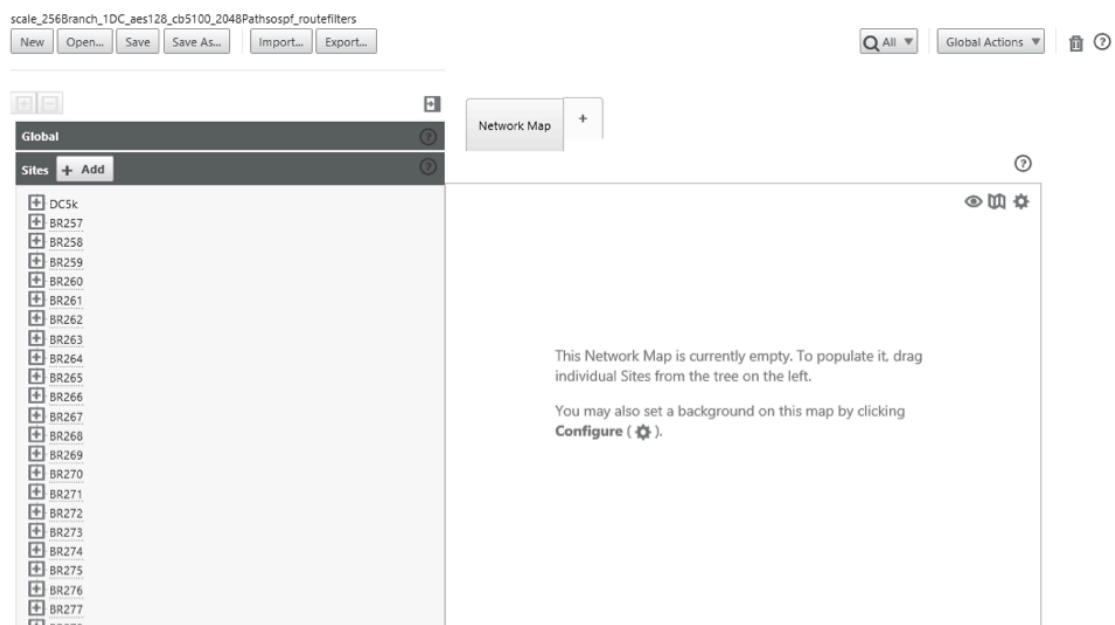 scale_256Branch_1DC_aes128_cb5100_2048Pathsospf_routefilters
New Open... Save Save As... Import... Export... All Global Actions
Network Map +
Global
Sites + Add
DC5k
BR257
BR258
BR259
BR260
BR261
BR262
BR263
BR264
BR265
BR266
BR267
BR268
BR269
BR270
BR271
BR272
BR273
BR274
BR275
BR276
BR277
This Network Map is currently empty. To populate it, drag
individual Sites from the tree on the left.
You may also set a background on this map by clicking
Configure ( ).